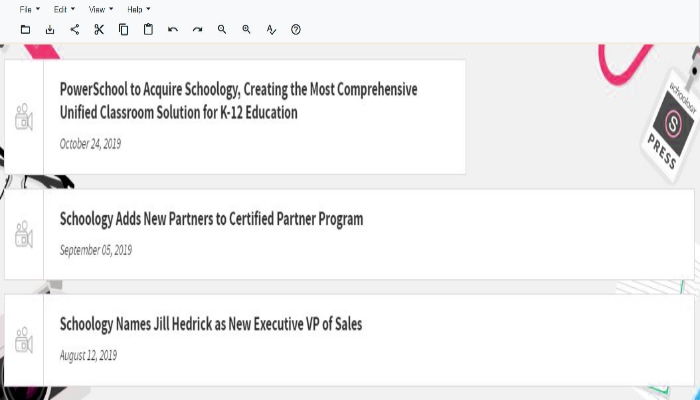 File Edit View Help
PowerSchool to Acquire Schoology, Creating the Most Comprehensive
Unified Classroom Solution for K-12 Education
October 24, 2019
schoology
S
PRESS
Schoology Adds New Partners to Certified Partner Program
September 05, 2019
Schoology Names Jill Hedrick as New Executive VP of Sales
August 12, 2019